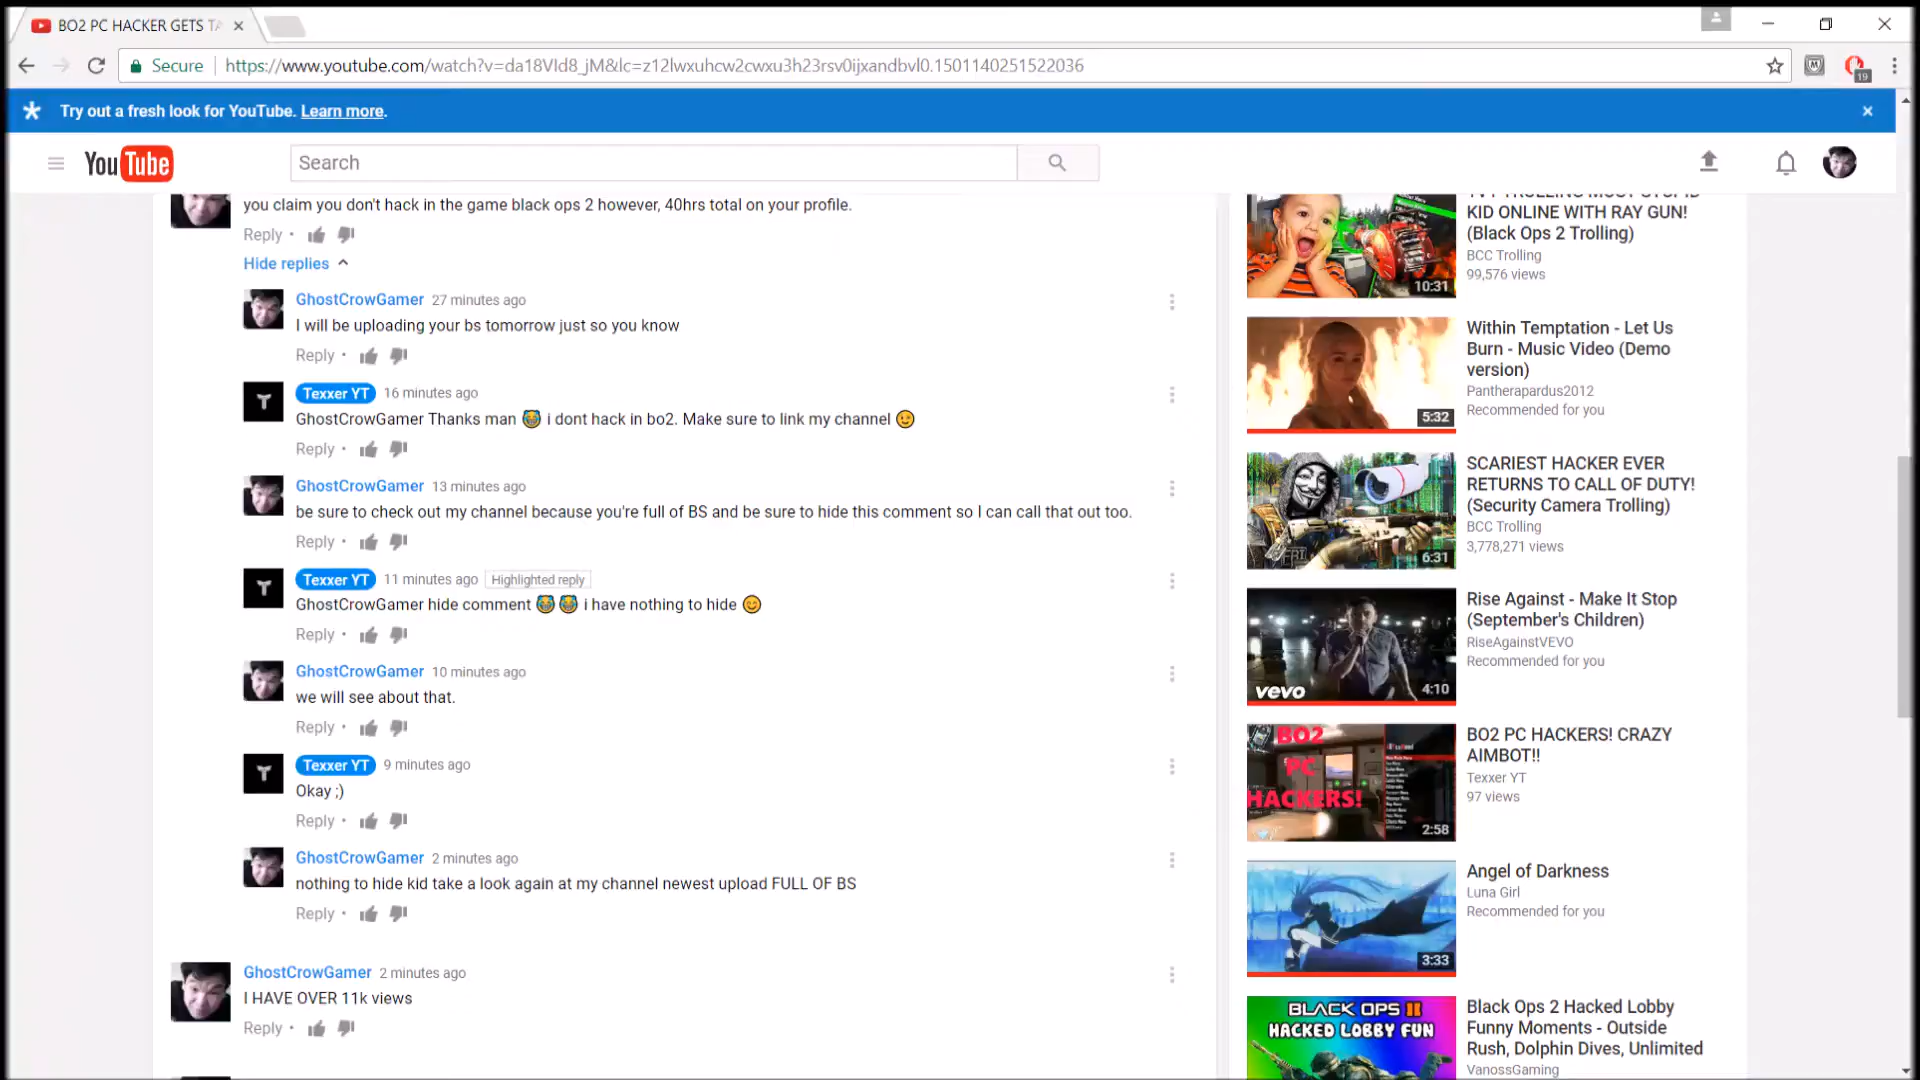 BO2 PC HACKER GETS TA
Secure
https://www.youtube.com/watch?v=da18VId8_jM&lc=z12lwxuhcw2cwxu3h23rsv0ijxandbvl0.1501140251522036
19
Try out a fresh look for YouTube. Learn more.
YouTube
Search
you claim you don't hack in the game black ops 2 however, 40hrs total on your profile.
Reply •
Hide replies
GhostCrowGamer 27 minutes ago
I will be uploading your bs tomorrow just so you know
Reply •
Texxer YT 16 minutes ago
GhostCrowGamer Thanks man 😹 i dont hack in bo2. Make sure to link my channel 😉
Reply •
GhostCrowGamer 13 minutes ago
be sure to check out my channel because you're full of BS and be sure to hide this comment so I can call that out too.
Reply •
Texxer YT 11 minutes ago Highlighted reply
GhostCrowGamer hide comment 😹😹 i have nothing to hide 😊
Reply •
GhostCrowGamer 10 minutes ago
we will see about that.
Reply •
Texxer YT 9 minutes ago
Okay ;)
Reply •
GhostCrowGamer 2 minutes ago
nothing to hide kid take a look again at my channel newest upload FULL OF BS
Reply •
GhostCrowGamer 2 minutes ago
I HAVE OVER 11k views
Reply •
KID ONLINE WITH RAY GUN!
(Black Ops 2 Trolling)
BCC Trolling
99,576 views
10:31
Within Temptation - Let Us
Burn - Music Video (Demo
version)
Pantherapardus2012
Recommended for you
5:32
SCARIEST HACKER EVER
RETURNS TO CALL OF DUTY!
(Security Camera Trolling)
BCC Trolling
3,778,271 views
6:31
Rise Against - Make It Stop
(September's Children)
RiseAgainstVEVO
Recommended for you
vevo
4:10
BO2 PC HACKERS! CRAZY
AIMBOT!!
Texxer YT
97 views
BO2
PC
HACKERS!
2:58
Angel of Darkness
Luna Girl
Recommended for you
3:33
BLACK OPS II
HACKED LOBBY FUN
Black Ops 2 Hacked Lobby
Funny Moments - Outside
Rush, Dolphin Dives, Unlimited
VanossGaming